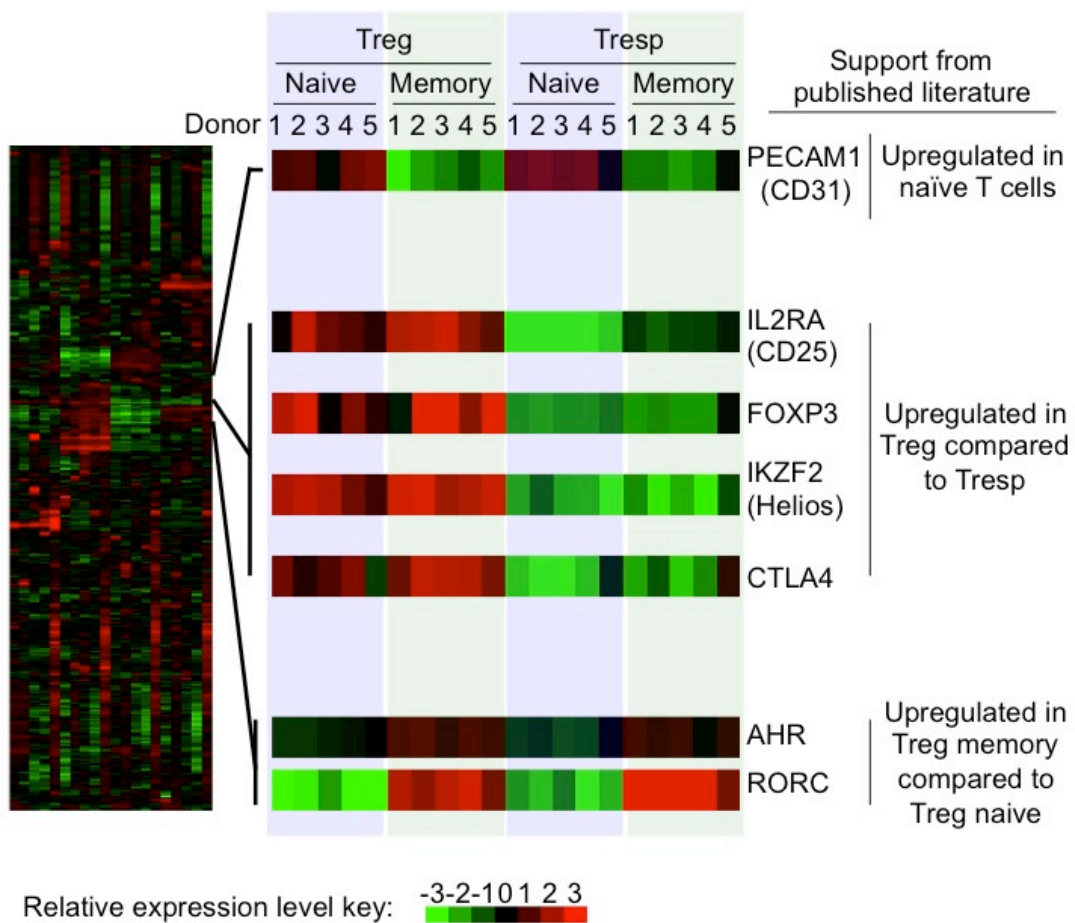 Treg Tresp
Naive Memory Naive Memory
Support from
published literature
Donor 1 2 3 4 5 1 2 3 4 5 1 2 3 4 5 1 2 3 4 5
PECAM1
(CD31)
Upregulated in
naïve T cells
IL2RA
(CD25)
FOXP3
IKZF2
(Helios)
CTLA4
Upregulated in
Treg compared
to Tresp
AHR
RORC
Upregulated in
Treg memory
compared to
Treg naive
Relative expression level key: -3-2-10 1 2 3